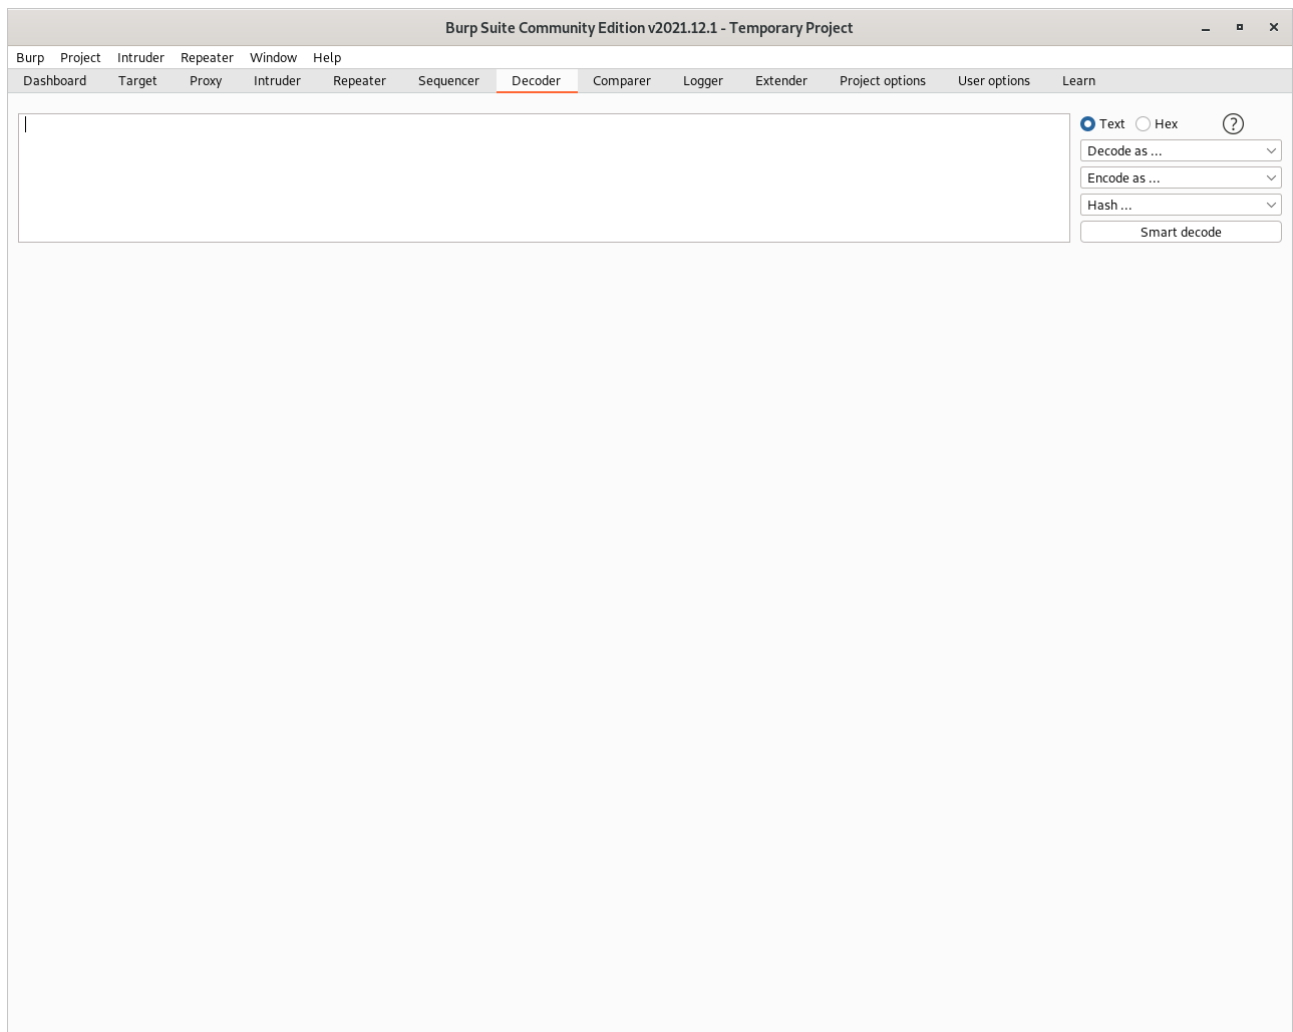 Burp Suite Community Edition v2021.12.1 - Temporary Project
Burp Project Intruder Repeater Window Help
Dashboard Target Proxy Intruder Repeater Sequencer Decoder Comparer Logger Extender Project options User options Learn
Text Hex ?
Decode as ...
Encode as ...
Hash ...
Smart decode